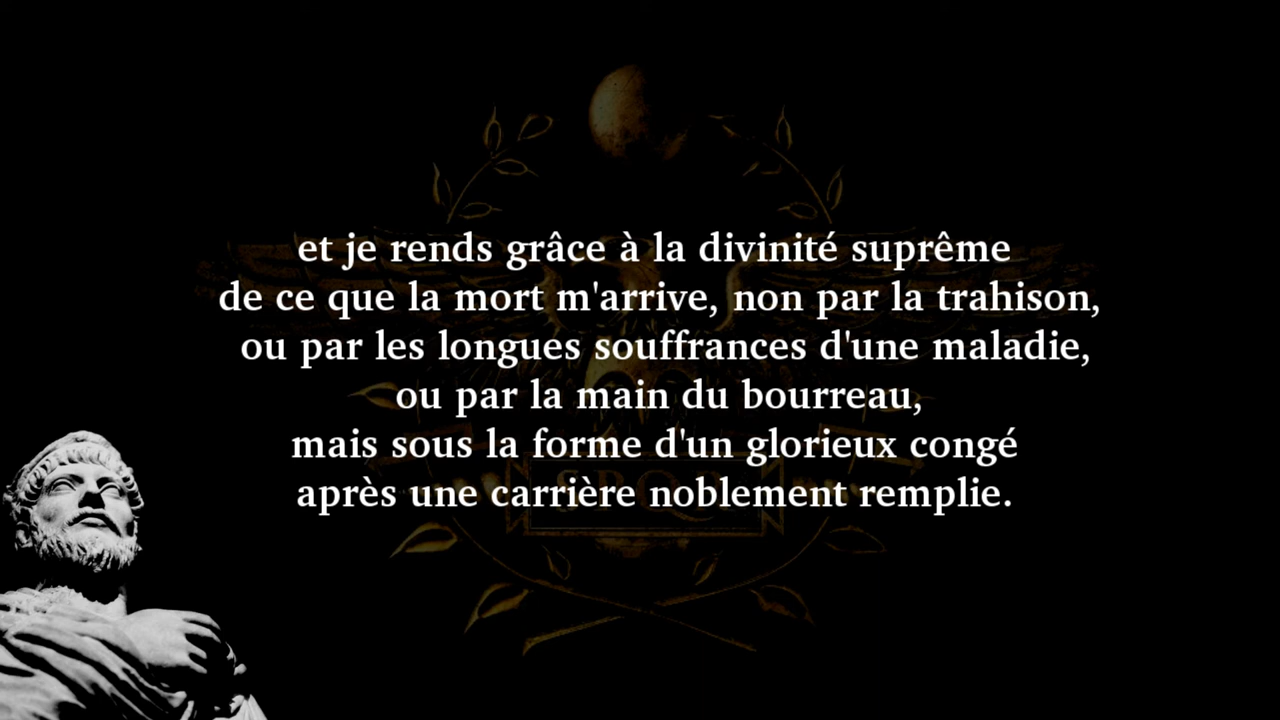 et je rends grâce à la divinité suprême
de ce que la mort m'arrive, non par la trahison,
ou par les longues souffrances d'une maladie,
ou par la main du bourreau,
mais sous la forme d'un glorieux congé
après une carrière noblement remplie.
SPQR